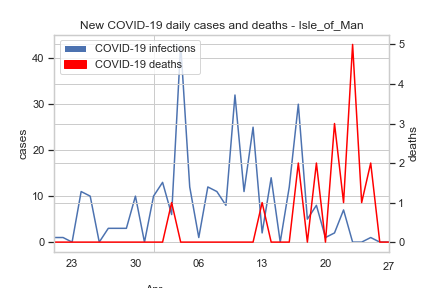 New COVID-19 daily cases and deaths - Isle_of_Man
COVID-19 infections
COVID-19 deaths
cases
40
30
20
10
0
deaths
5
4
3
2
1
0
23
30
06
13
20
27
Apr